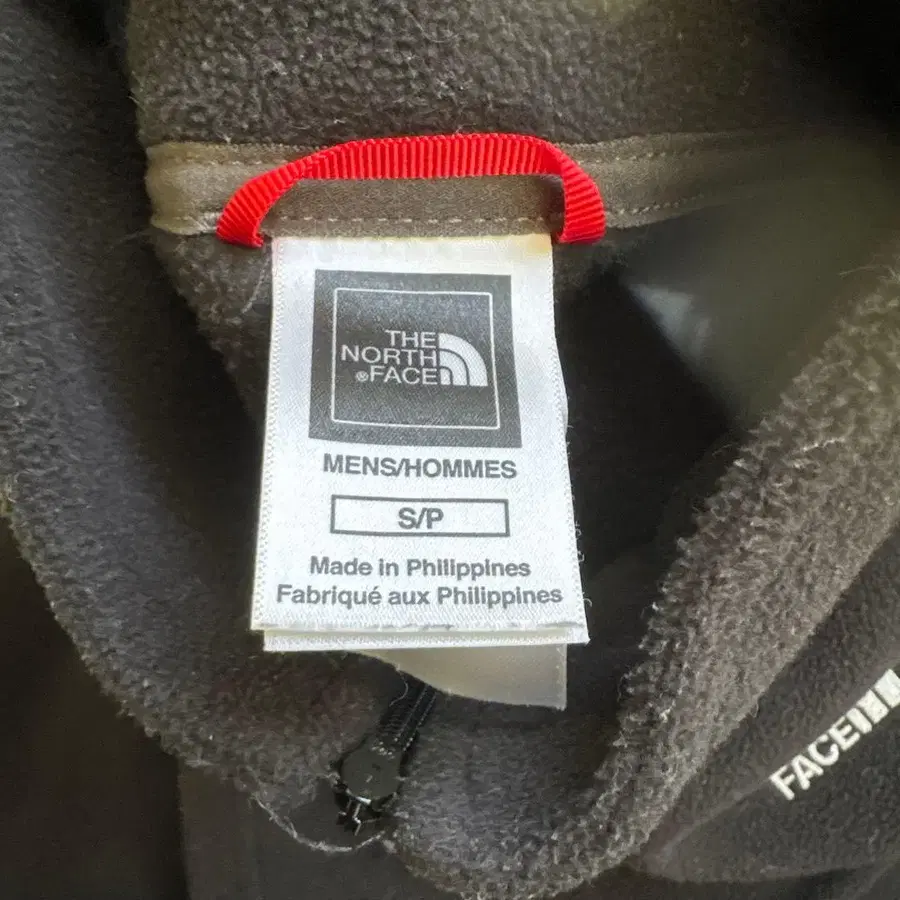 THE
NORTH
®FACE
MENS/HOMMES
S/P
Made in Philippines
Fabriqué aux Philippines
FACE